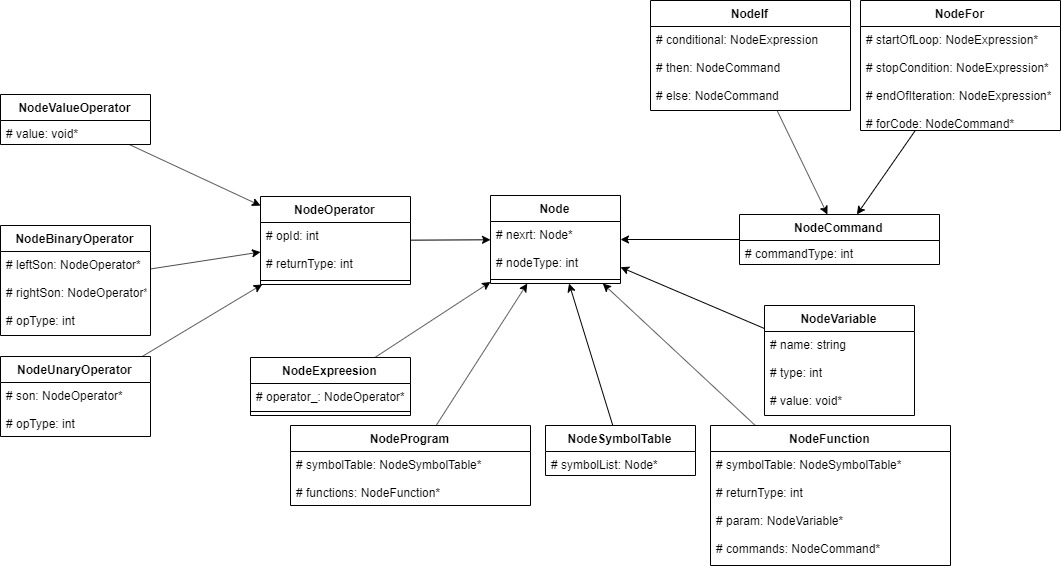 NodeIf
# conditional: NodeExpression
# then: NodeCommand
# else: NodeCommand
NodeFor
# startOfLoop: NodeExpression*
# stopCondition: NodeExpression*
# endOfIteration: NodeExpression*
# forCode: NodeCommand*
NodeValueOperator
# value: void*
NodeOperator
# opId: int
# returnType: int
Node
# nexrt: Node*
# nodeType: int
NodeCommand
# commandType: int
NodeBinaryOperator
# leftSon: NodeOperator*
# rightSon: NodeOperator*
# opType: int
NodeVariable
# name: string
# type: int
# value: void*
NodeUnaryOperator
# son: NodeOperator*
# opType: int
NodeExpreesion
# operator_: NodeOperator*
NodeProgram
# symbolTable: NodeSymbolTable*
# functions: NodeFunction*
NodeSymbolTable
# symbolList: Node*
NodeFunction
# symbolTable: NodeSymbolTable*
# returnType: int
# param: NodeVariable*
# commands: NodeCommand*